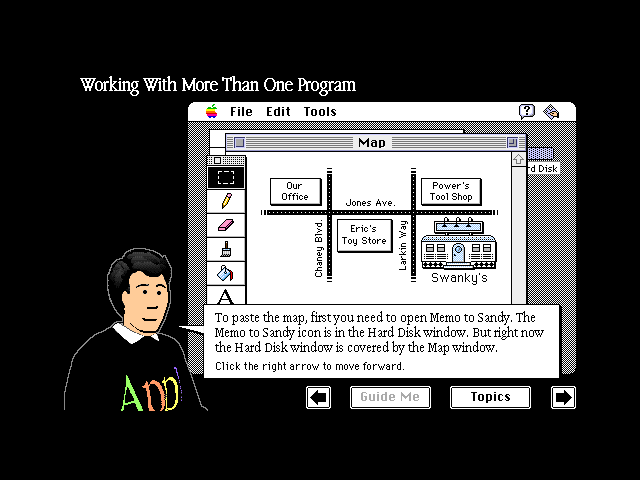 Working With More Than One Program
File Edit Tools
?
Map
rd Disk
Our
Office
Power's
Tool Shop
Jones Ave.
Eric's
Toy Store
Chaney Blvd.
Larkin Way
Swanky's
A
To paste the map, first you need to open Memo to Sandy. The
Memo to Sandy icon is in the Hard Disk window. But right now
the Hard Disk window is covered by the Map window.
Click the right arrow to move forward.
Appl
Guide Me
Topics